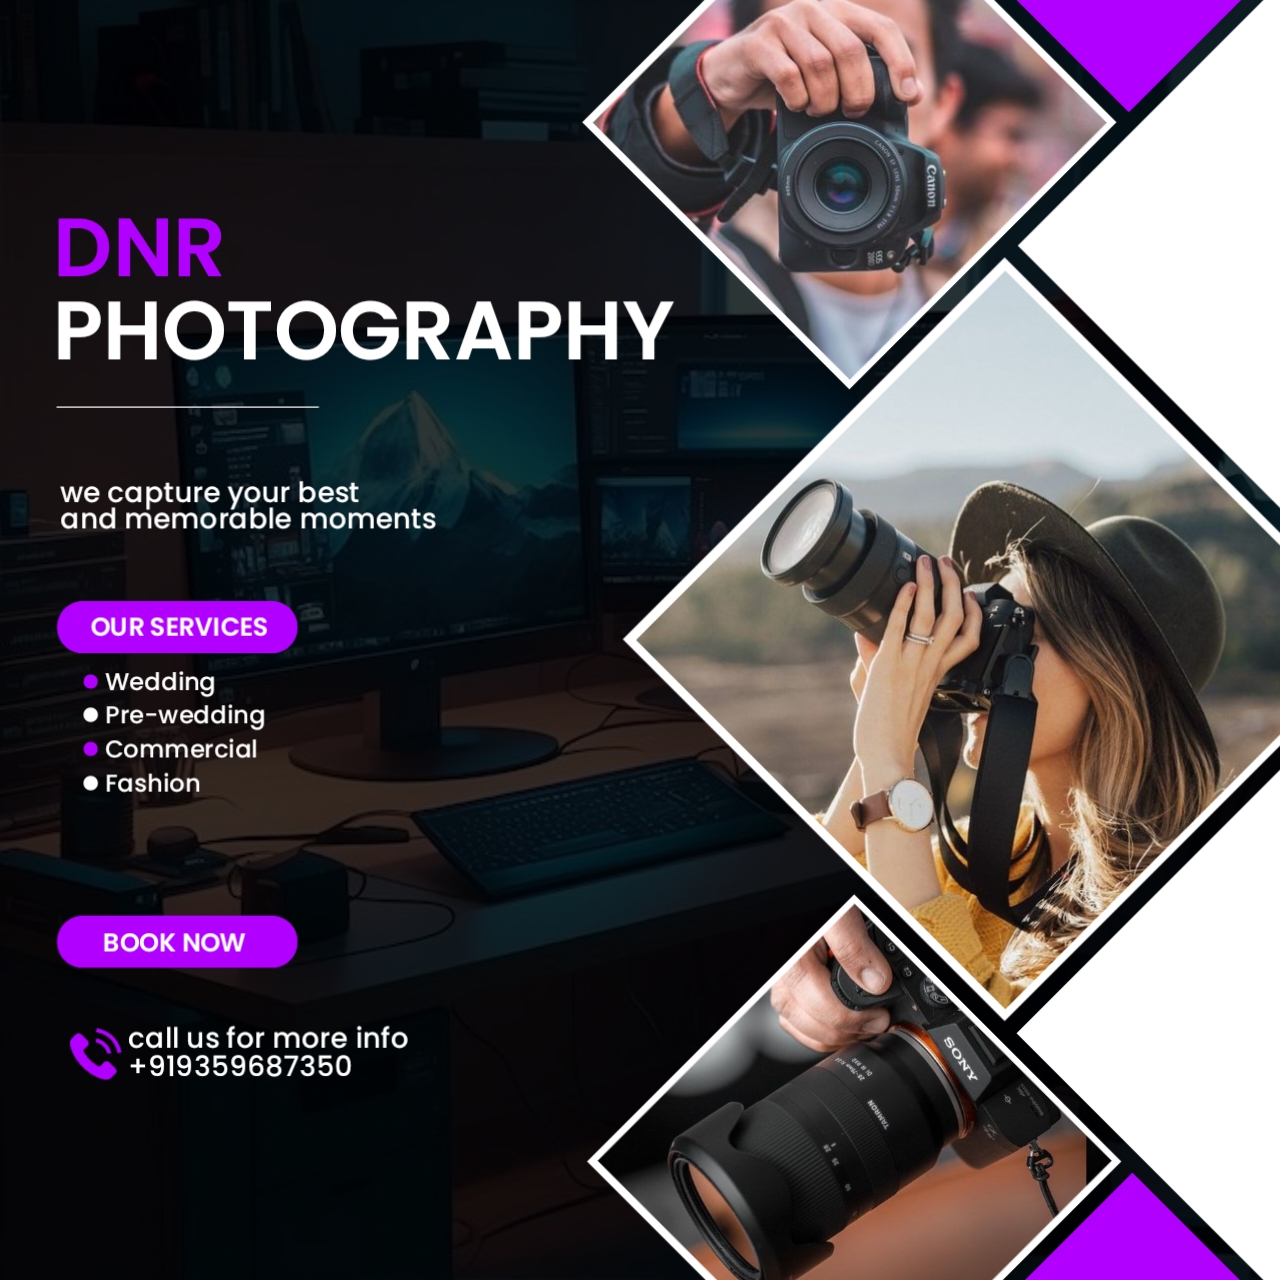 DNR
PHOTOGRAPHY
we capture your best
and memorable moments
OUR SERVICES
Wedding
Pre-wedding
Commercial
Fashion
BOOK NOW
call us for more info
+919359687350
Canon
SONY
TAMRON